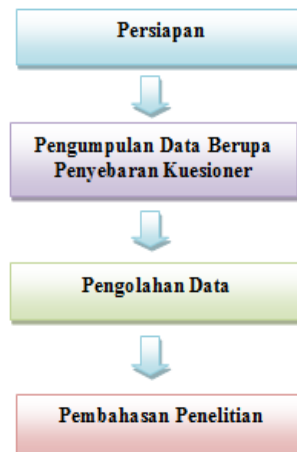 Persiapan
Pengumpulan Data Berupa
Penyebaran Kuesioner
Pengolahan Data
Pembahasan Penelitian